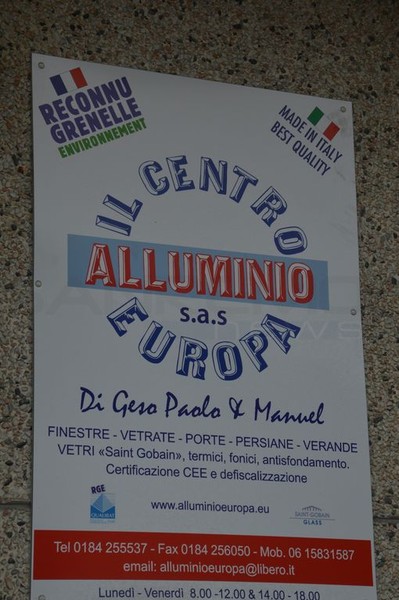 RECONNU
GRENELLE
ENVIRONNEMENT
MADE IN ITALY
BEST QUALITY
IL CENTRO
ALLUMINIO
s.a.s
EUROPA
Di Geso Paolo & Manuel
FINESTRE - VETRATE - PORTE - PERSIANE - VERANDE
VETRI «Saint Gobain», termici, fonici, antisfondamento.
Certificazione CEE e defiscalizzazione
RGE
www.alluminioeuropa.eu
SAINT-GOBAIN
GLASS
Tel 0184 255537 - Fax 0184 256050 - Mob. 06 15831587
email: alluminioeuropa@libero.it
Lunedì - Venerdì 8.00 -12.00 & 14.00 - 18.00